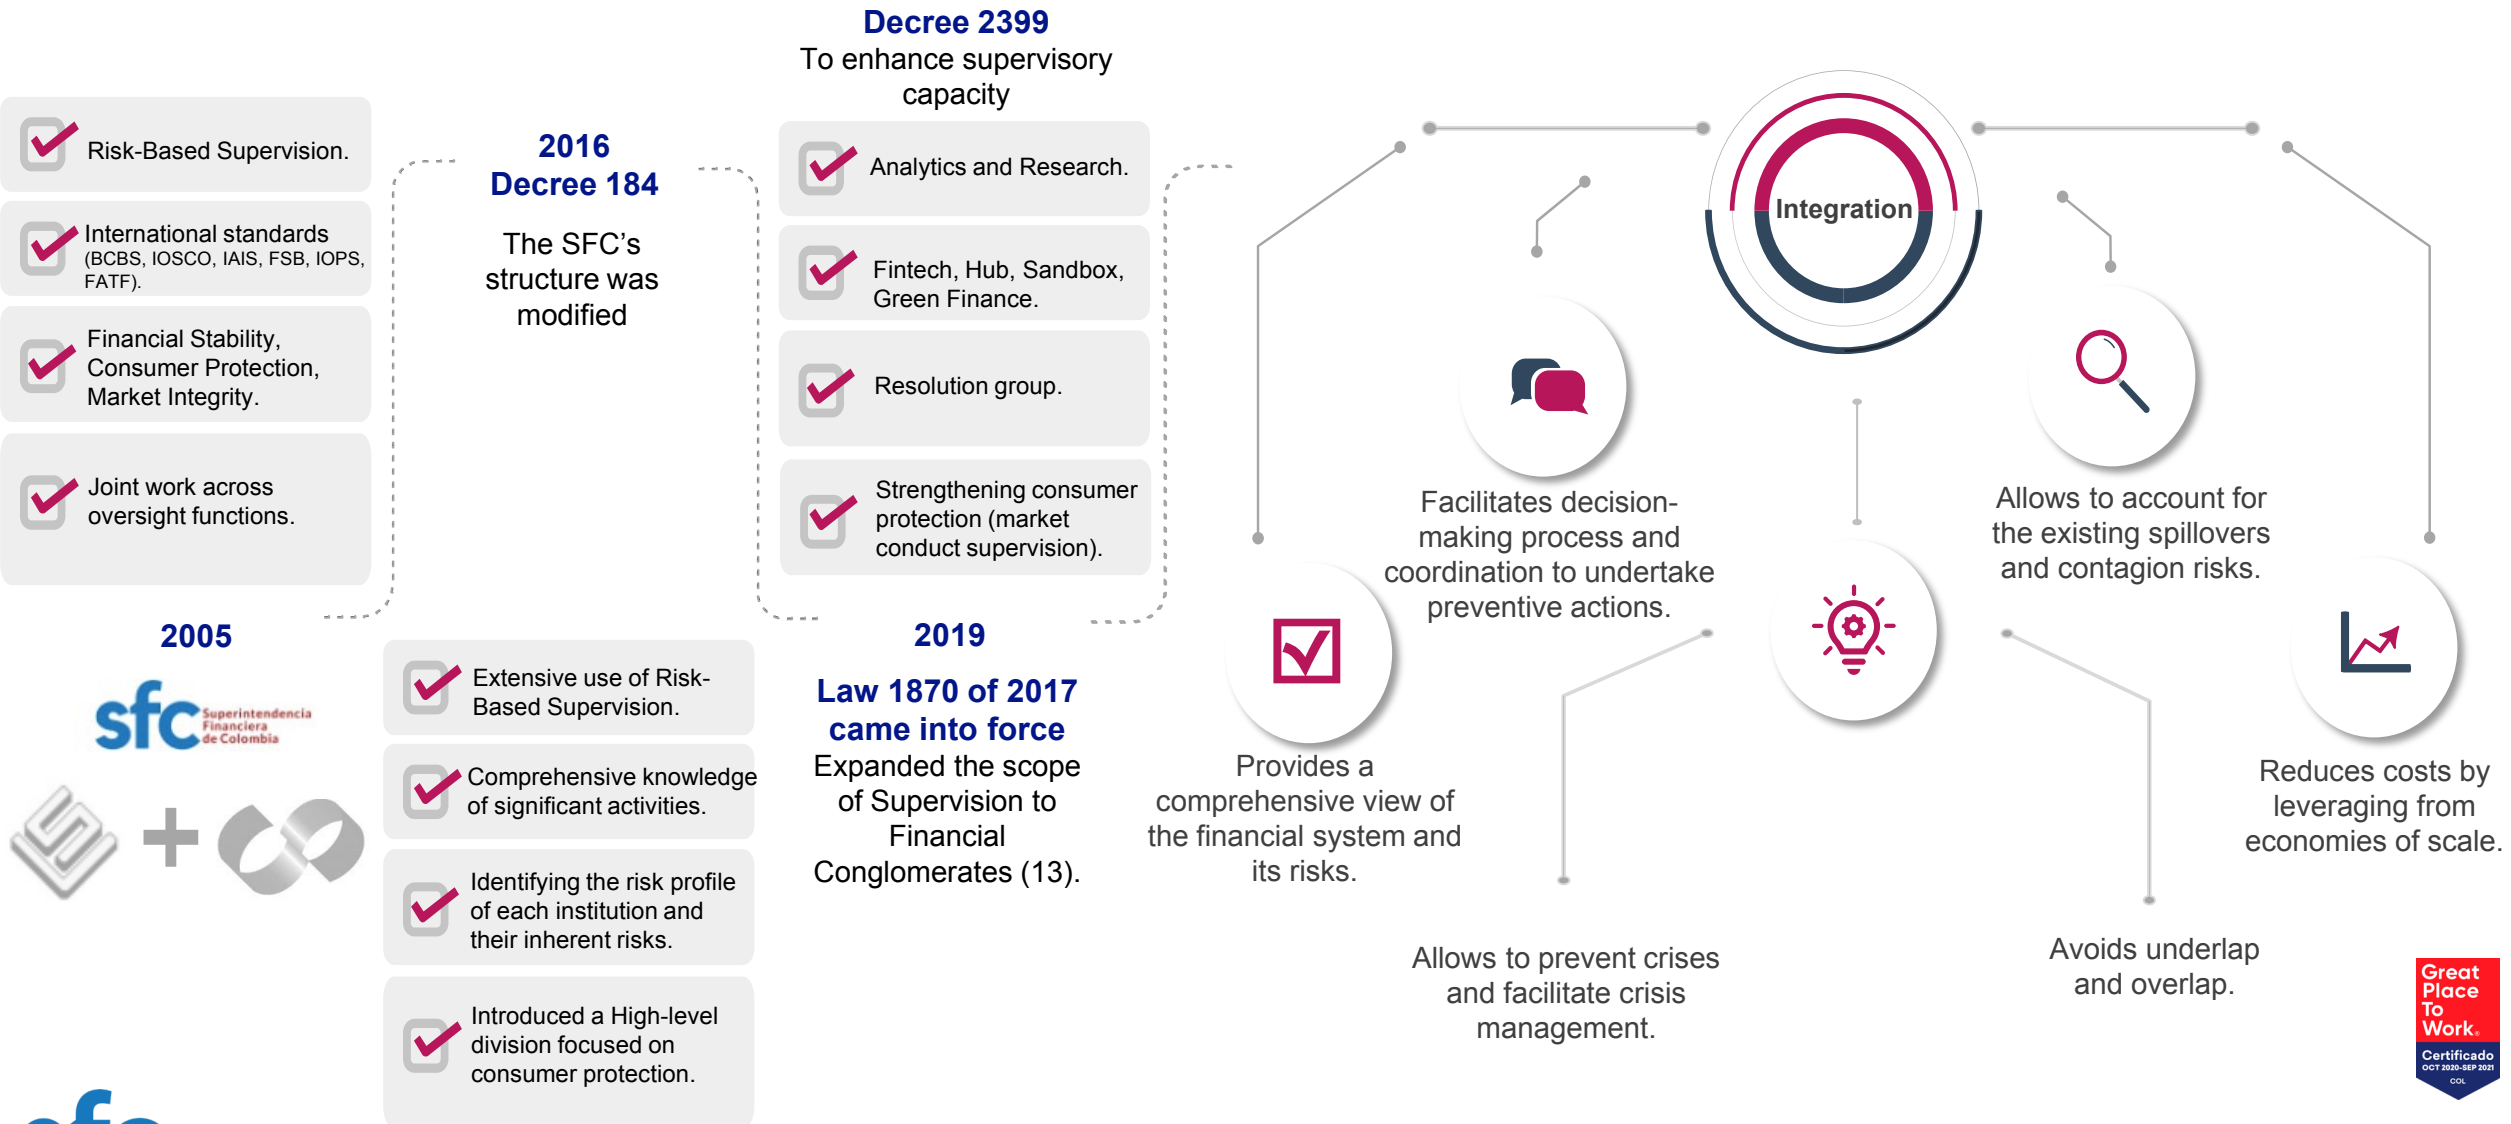 Risk-Based Supervision.
International standards
(BCBS, IOSCO, IAIS, FSB, IOPS,
FATF).
Financial Stability,
Consumer Protection,
Market Integrity.
Joint work across
oversight functions.
2005
sfc Superintendencia
Financiera
de Colombia
2016
Decree 184
The SFC’s
structure was
modified
Extensive use of Risk-
Based Supervision.
Comprehensive knowledge
of significant activities.
Identifying the risk profile
of each institution and
their inherent risks.
Introduced a High-level
division focused on
consumer protection.
Decree 2399
To enhance supervisory
capacity
Analytics and Research.
Fintech, Hub, Sandbox,
Green Finance.
Resolution group.
Strengthening consumer
protection (market
conduct supervision).
2019
Law 1870 of 2017
came into force
Expanded the scope
of Supervision to
Financial
Conglomerates (13).
Integration
Provides a
comprehensive view of
the financial system and
its risks.
Facilitates decision-
making process and
coordination to undertake
preventive actions.
Allows to prevent crises
and facilitate crisis
management.
Avoids underlap
and overlap.
Allows to account for
the existing spillovers
and contagion risks.
Reduces costs by
leveraging from
economies of scale.
Great
Place
To
Work®
Certificado
OCT 2020-SEP 2021
COL